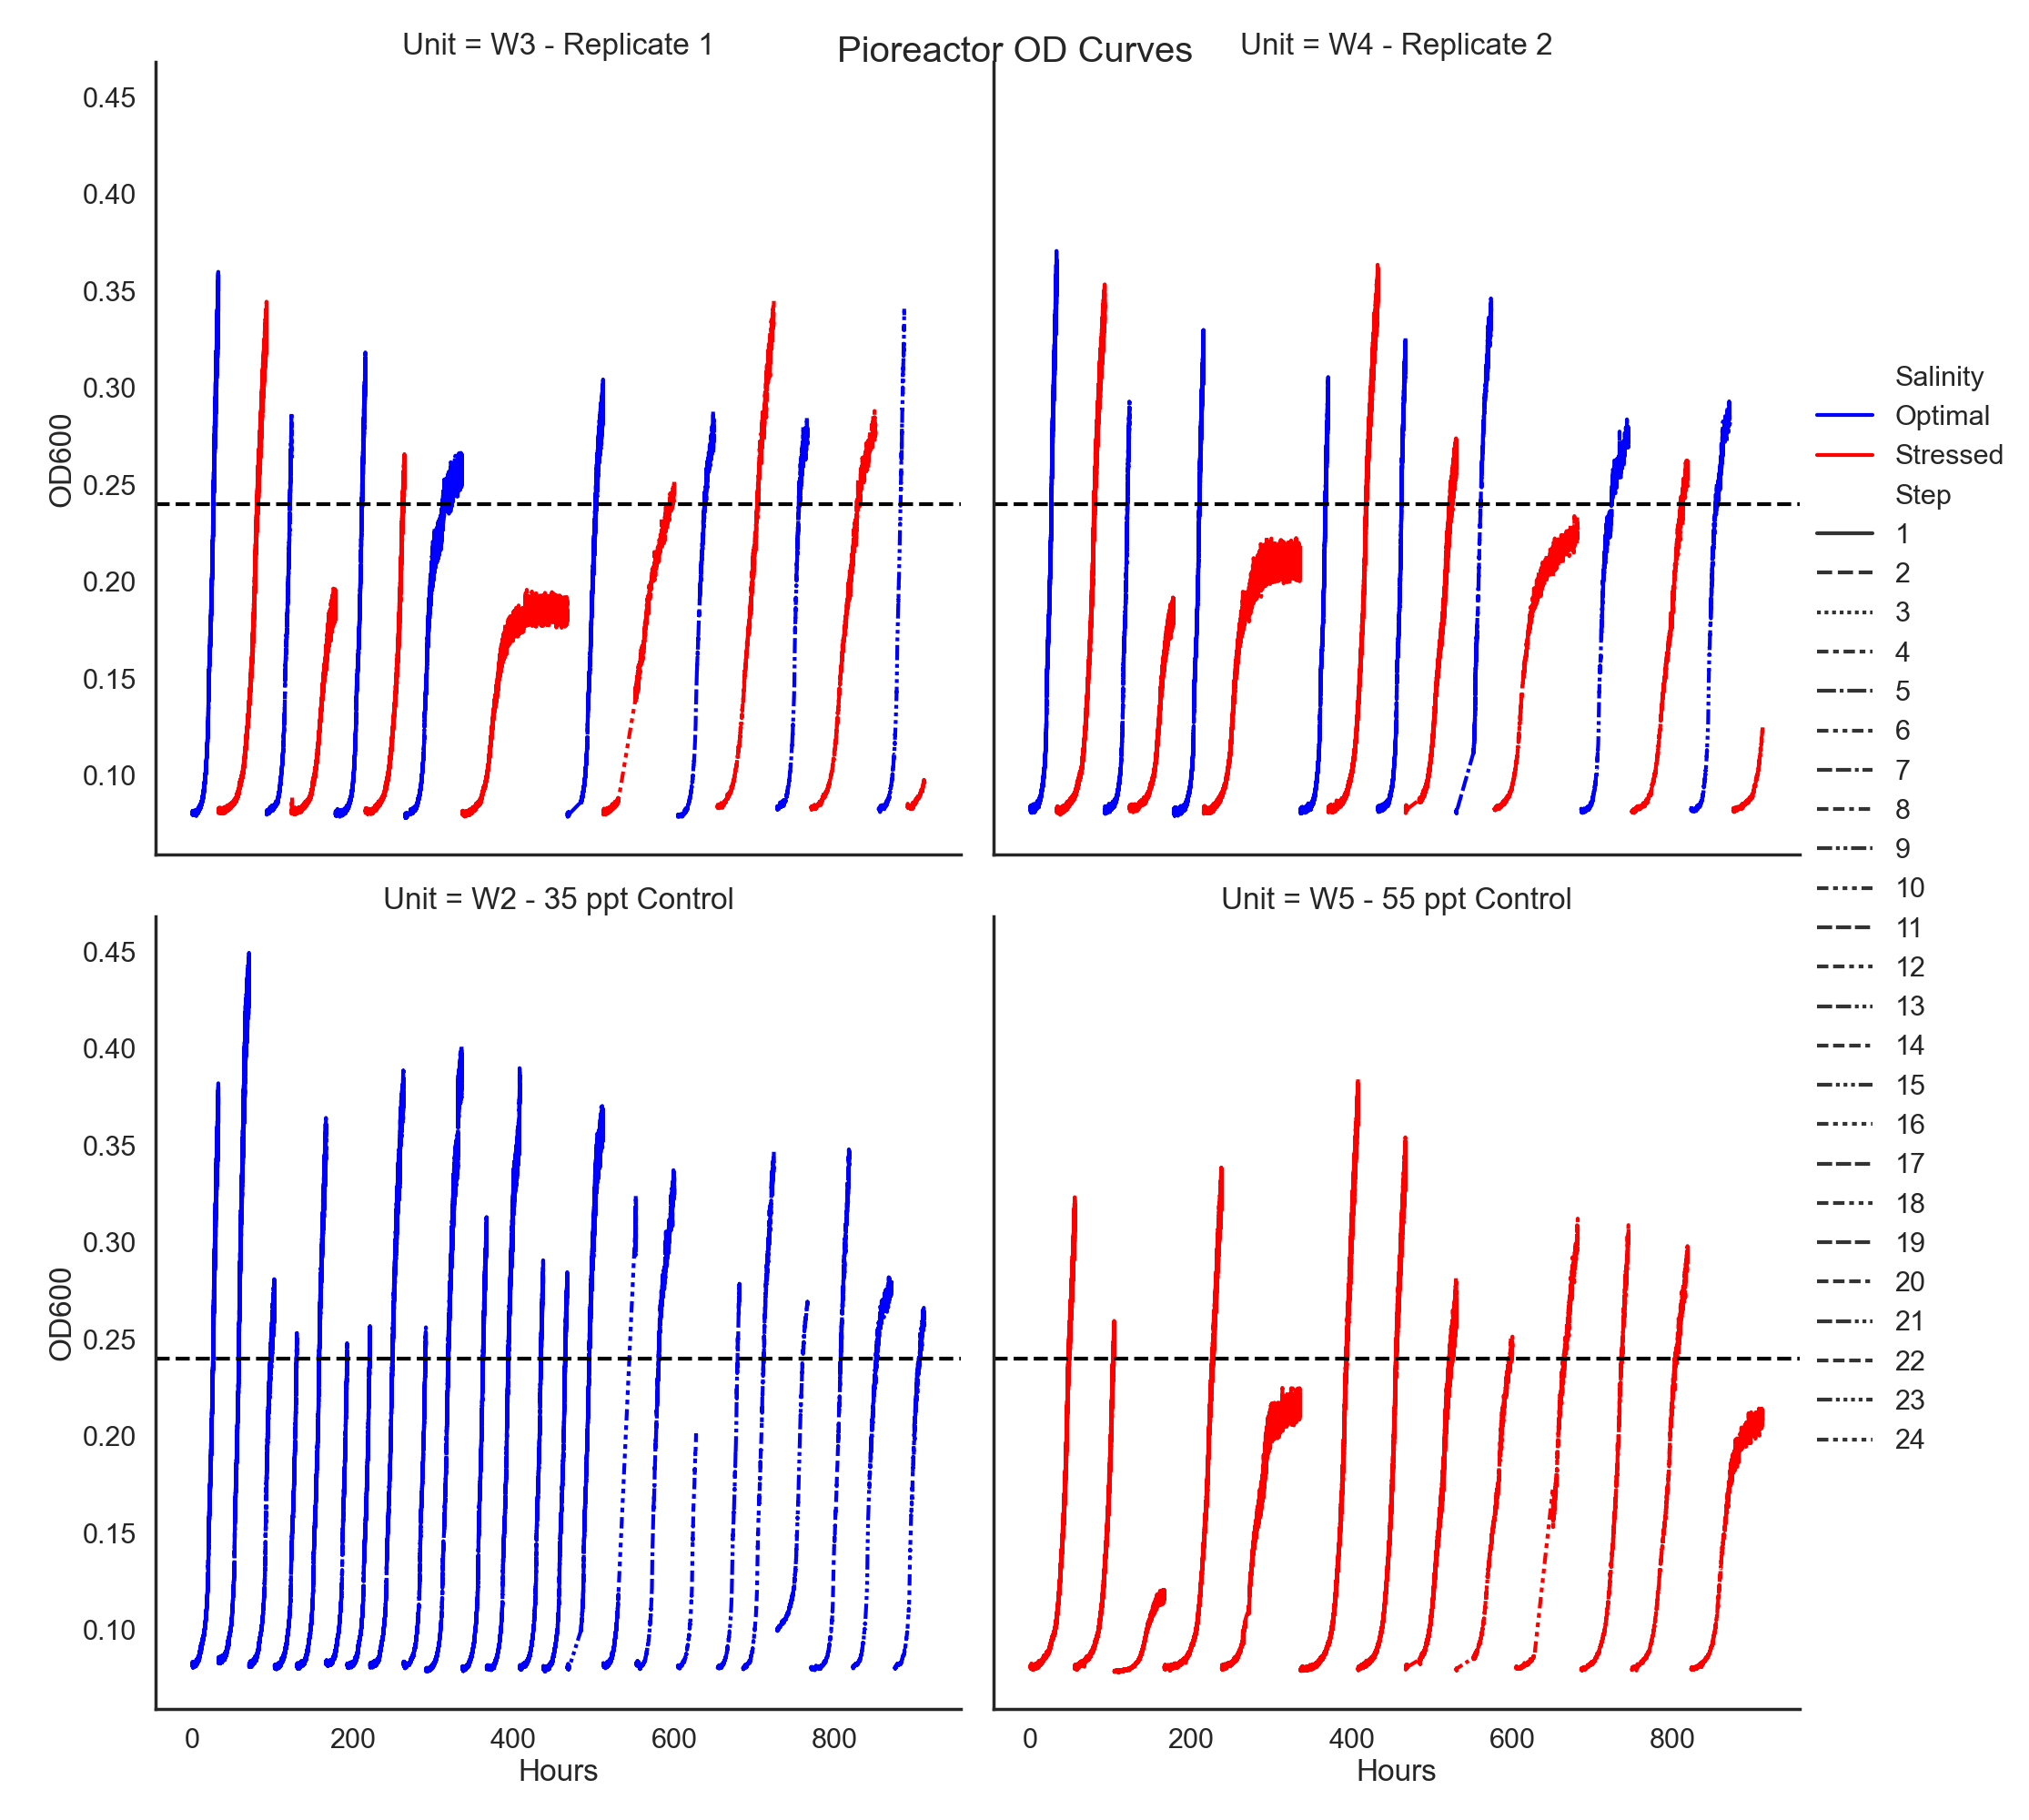 Pioreactor OD Curves
Unit = W3 - Replicate 1
Unit = W4 - Replicate 2
0.45
0.40
0.35
0.30
0.25
0.20
0.15
0.10
OD600
Unit = W2 - 35 ppt Control
Unit = W5 - 55 ppt Control
0.45
0.40
0.35
0.30
0.25
0.20
0.15
0.10
OD600
0 200 400 600 800
Hours
0 200 400 600 800
Hours
Salinity
Optimal
Stressed
Step
1
2
3
4
5
6
7
8
9
10
11
12
13
14
15
16
17
18
19
20
21
22
23
24